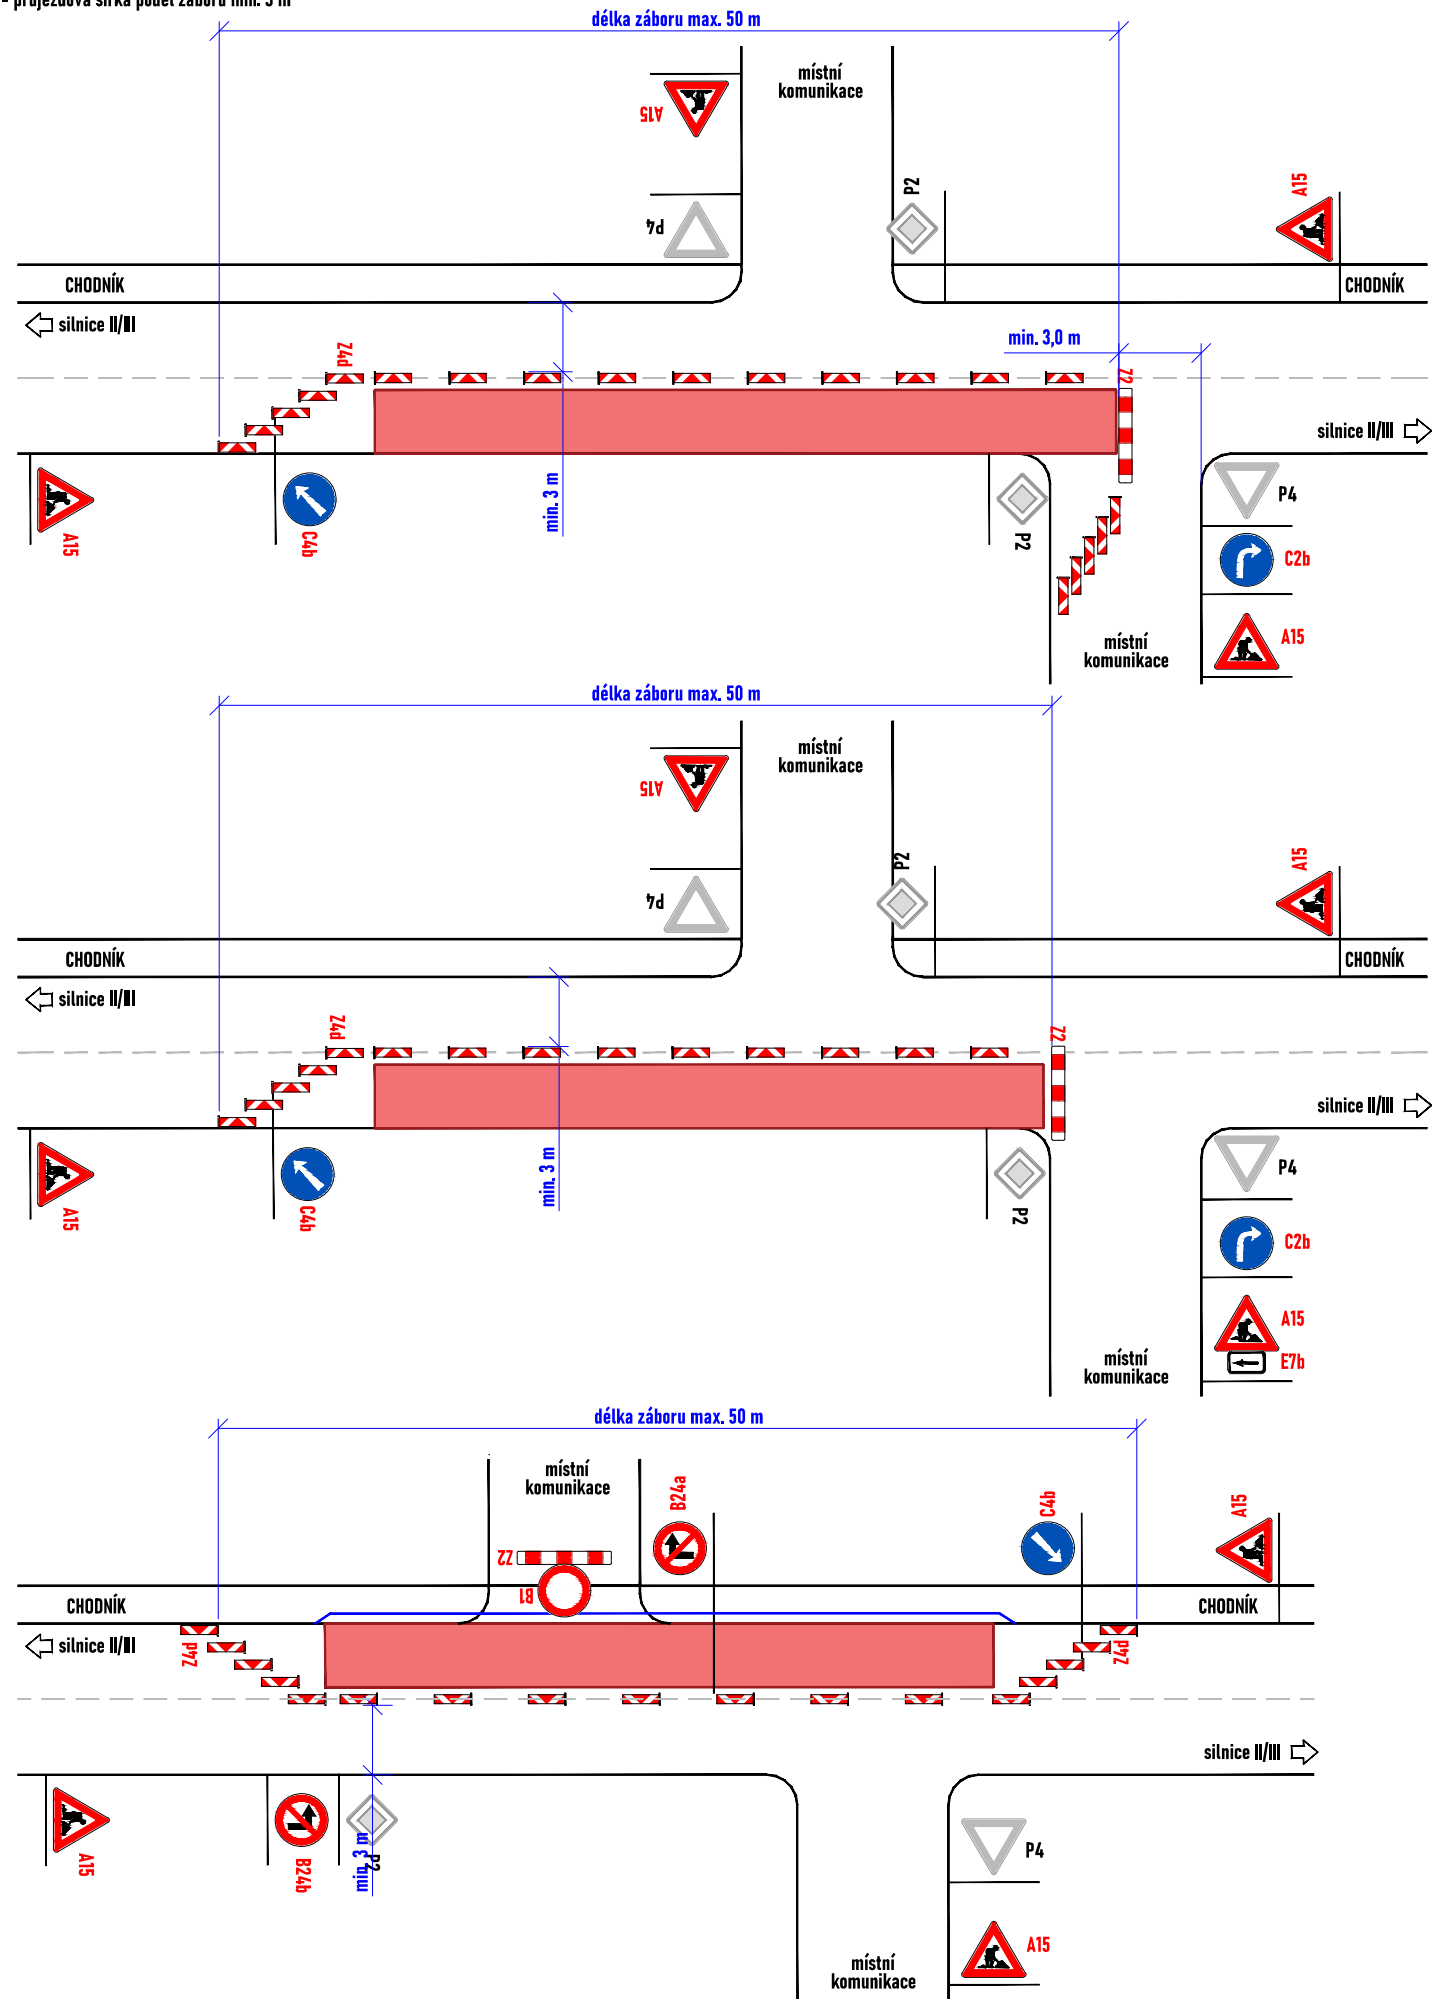 - průjezdová šířka podél záboru min. 3 m
délka záboru max. 50 m
místní
komunikace
A15
P4
P2
A15
CHODNÍK
CHODNÍK
silnice II/III
min. 3,0 m
Z4d
Z2
silnice II/III
A15
C4b
min. 3 m
P2
P4
C2b
A15
místní
komunikace
délka záboru max. 50 m
místní
komunikace
A15
P4
P2
A15
CHODNÍK
CHODNÍK
silnice II/III
Z4d
Z2
silnice II/III
A15
C4b
min. 3 m
P2
P4
C2b
A15
E7b
místní
komunikace
délka záboru max. 50 m
místní
komunikace
B24a
C4b
A15
Z2
B1
CHODNÍK
CHODNÍK
silnice II/III
Z4d
Z4d
silnice II/III
A15
B24b
min. 3 m
P2
P4
A15
místní
komunikace